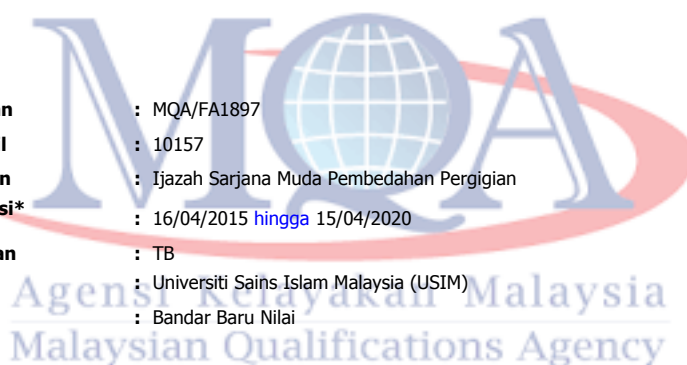 MQA
an : MQA/FA1897
l : 10157
n : Ijazah Sarjana Muda Pembedahan Pergigian
si* : 16/04/2015 hingga 15/04/2020
an : TB
: Universiti Sains Islam Malaysia (USIM)
: Bandar Baru Nilai
Agensi Kelayakan Malaysia
Malaysian Qualifications Agency